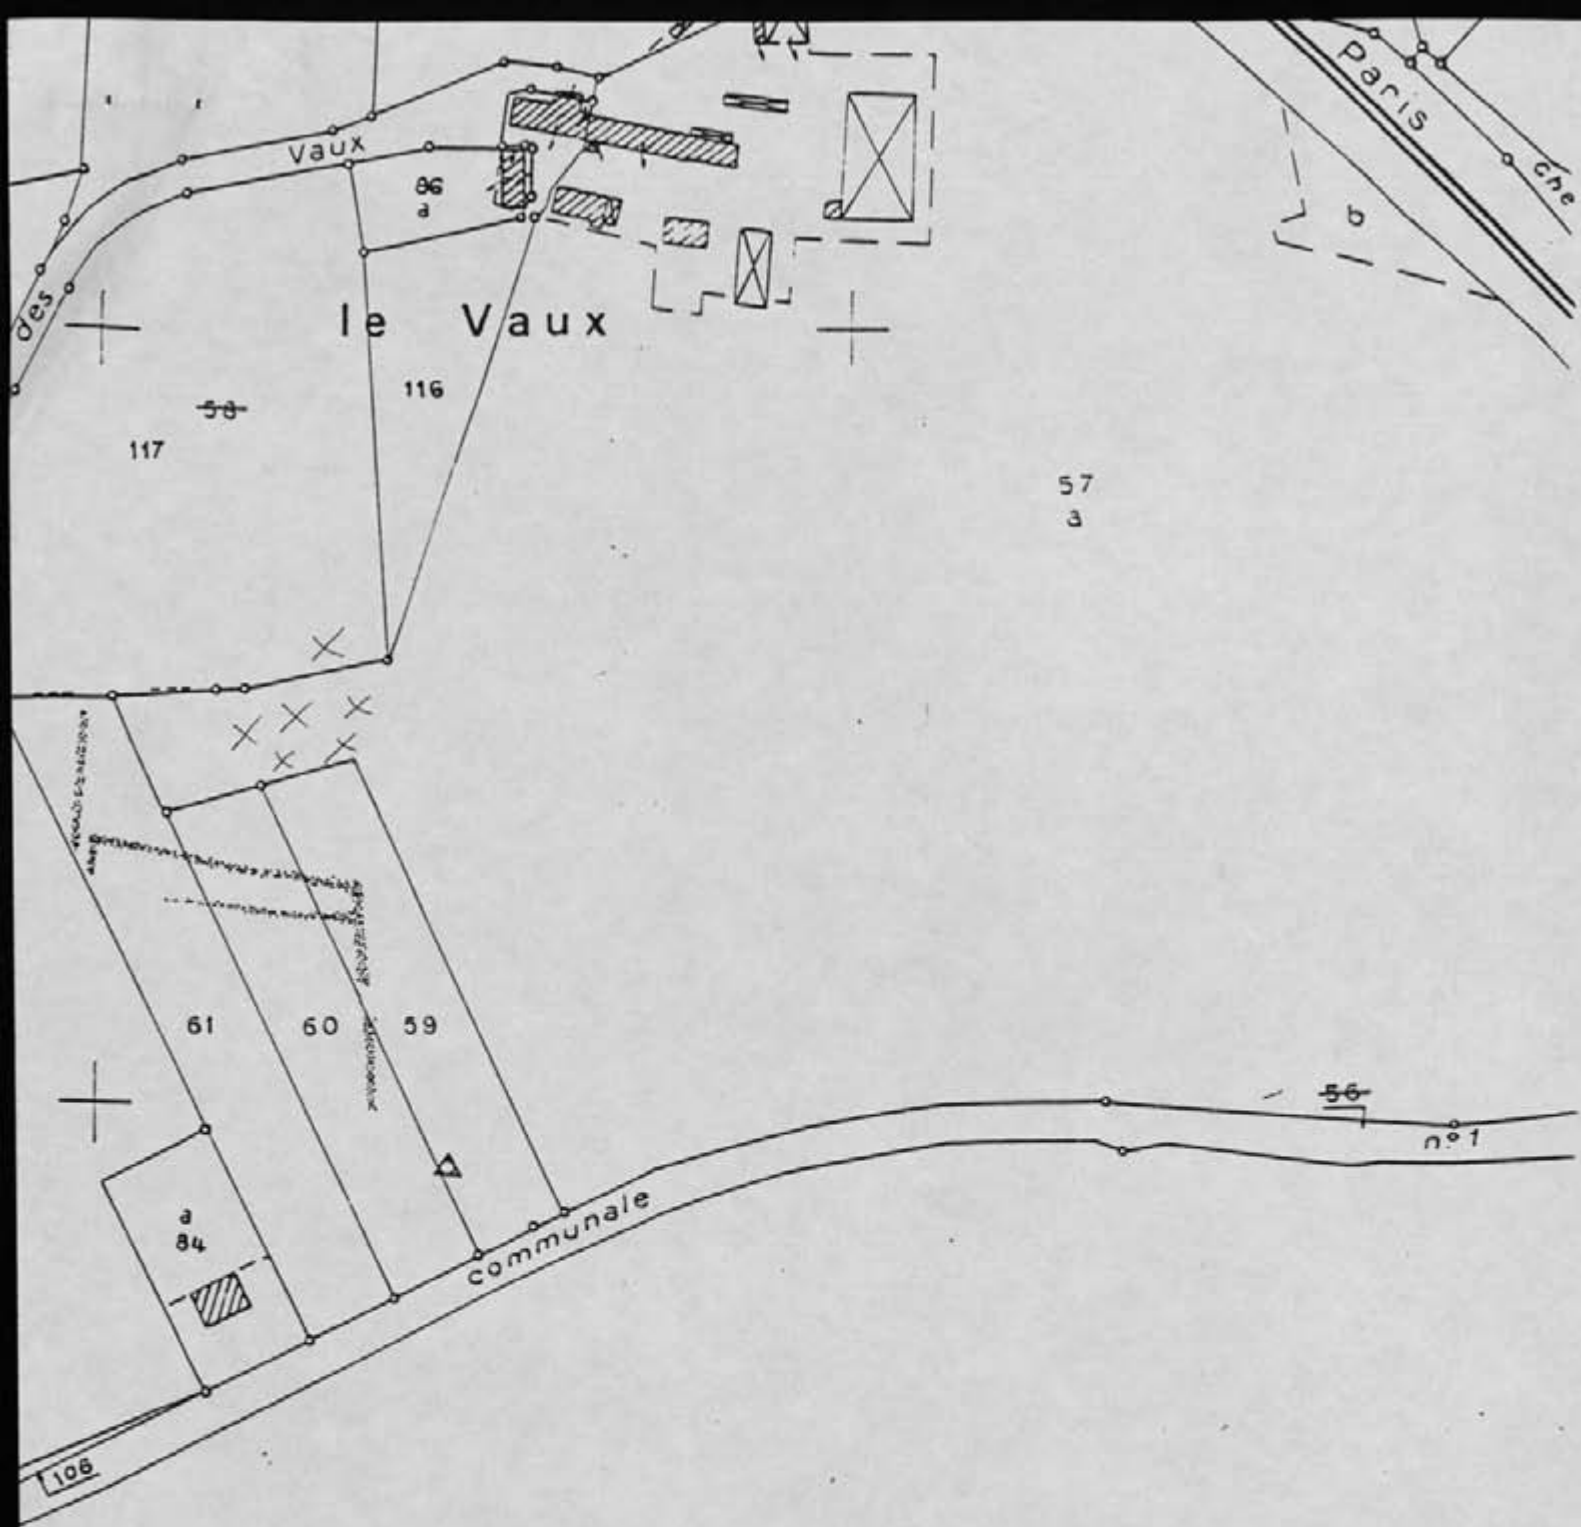 Paris
che
Vaux
86
a
b
des
le Vaux
116
58
117
57
a
61
60
59
56
n° 1
communale
a
84
106